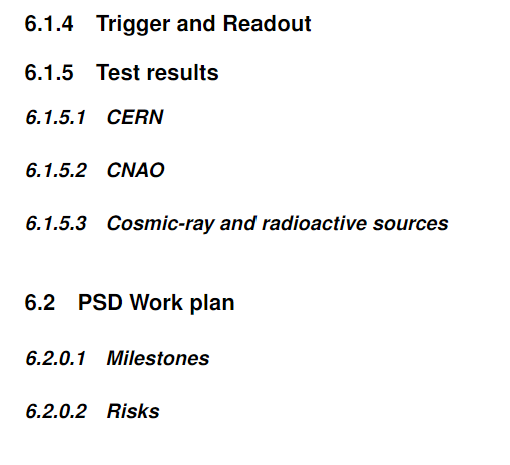 6.1.4 Trigger and Readout
6.1.5 Test results
6.1.5.1 CERN
6.1.5.2 CNAO
6.1.5.3 Cosmic-ray and radioactive sources
6.2 PSD Work plan
6.2.0.1 Milestones
6.2.0.2 Risks